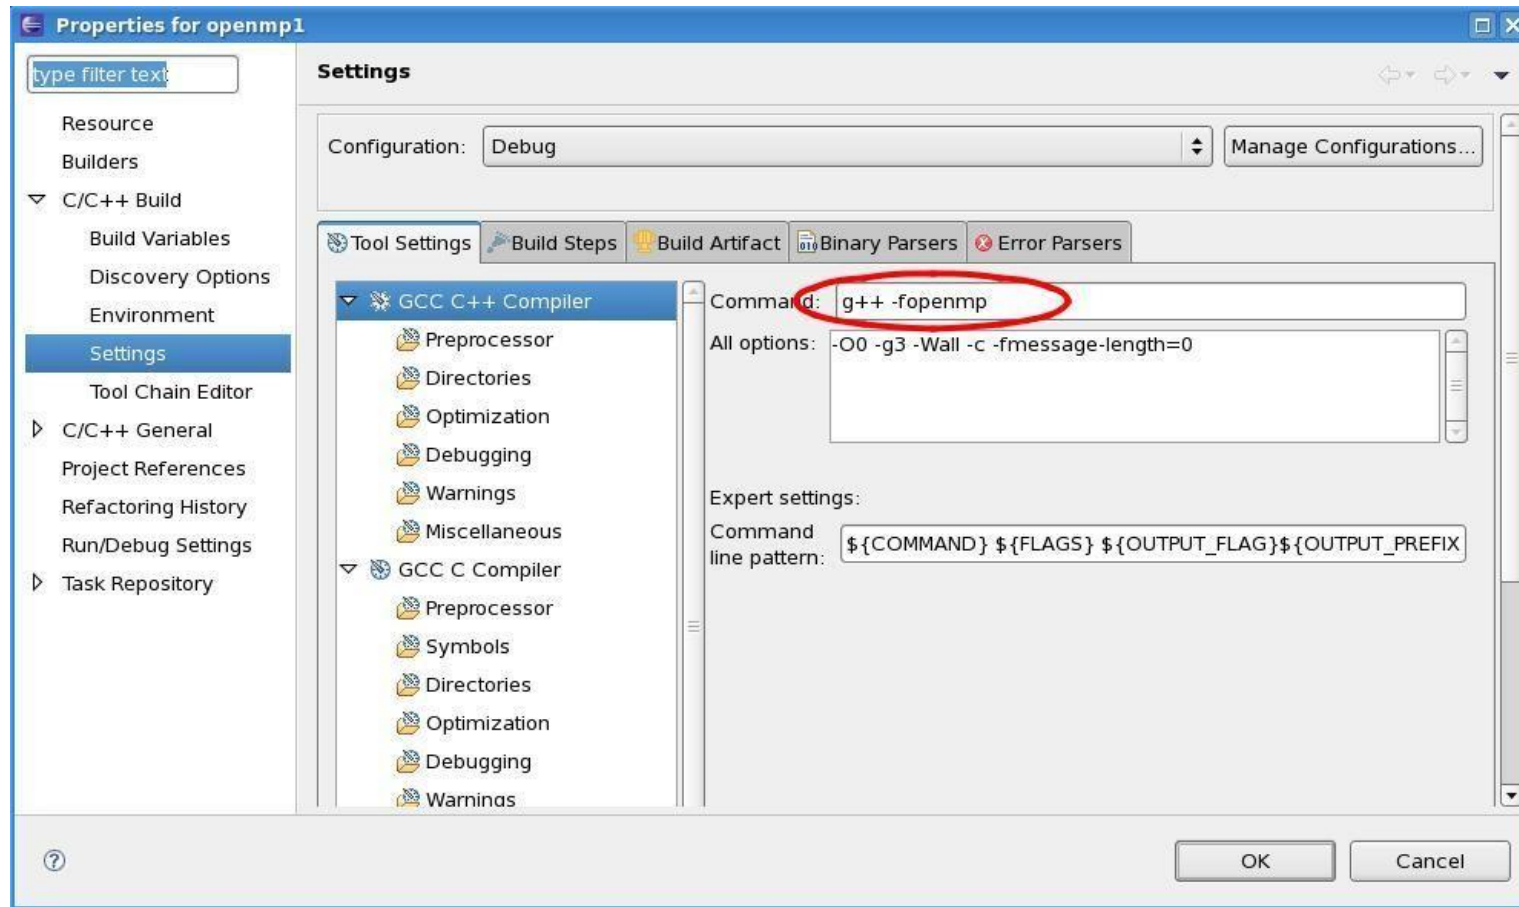 Properties for openmp1
type filter text
Settings
Resource
Builders
C/C++ Build
Build Variables
Discovery Options
Environment
Settings
Tool Chain Editor
C/C++ General
Project References
Refactoring History
Run/Debug Settings
Task Repository
Configuration: Debug Manage Configurations...
Tool Settings Build Steps Build Artifact Binary Parsers Error Parsers
GCC C++ Compiler
Preprocessor
Directories
Optimization
Debugging
Warnings
Miscellaneous
GCC C Compiler
Preprocessor
Symbols
Directories
Optimization
Debugging
Warnings
Command: g++ -fopenmp
All options: -O0 -g3 -Wall -c -fmessage-length=0
Expert settings:
Command
line pattern: ${COMMAND} ${FLAGS} ${OUTPUT_FLAG}${OUTPUT_PREFIX
OK Cancel